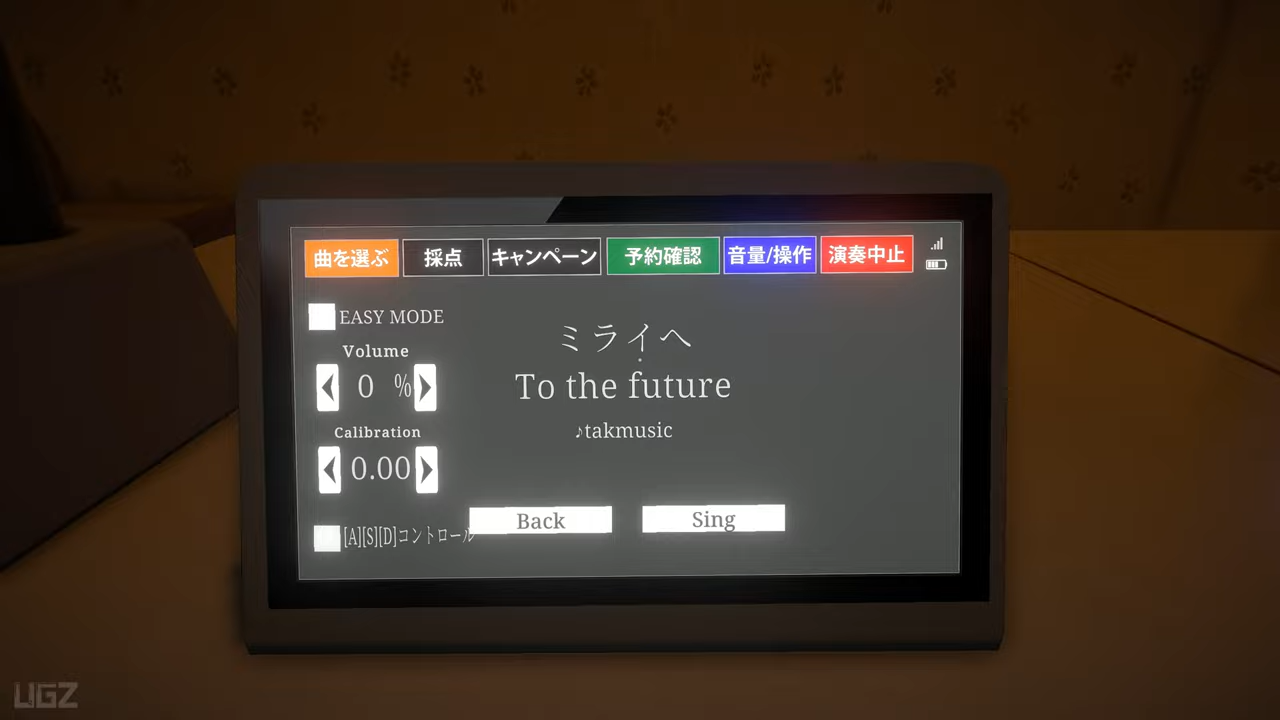 曲を選ぶ 採点 キャンペーン 予約確認 音量/操作 演奏中止
EASY MODE
Volume
0 %
Calibration
0.00
[A][S][D]コントロール
ミライへ
To the future
♪takmusic
Back Sing
UGZ